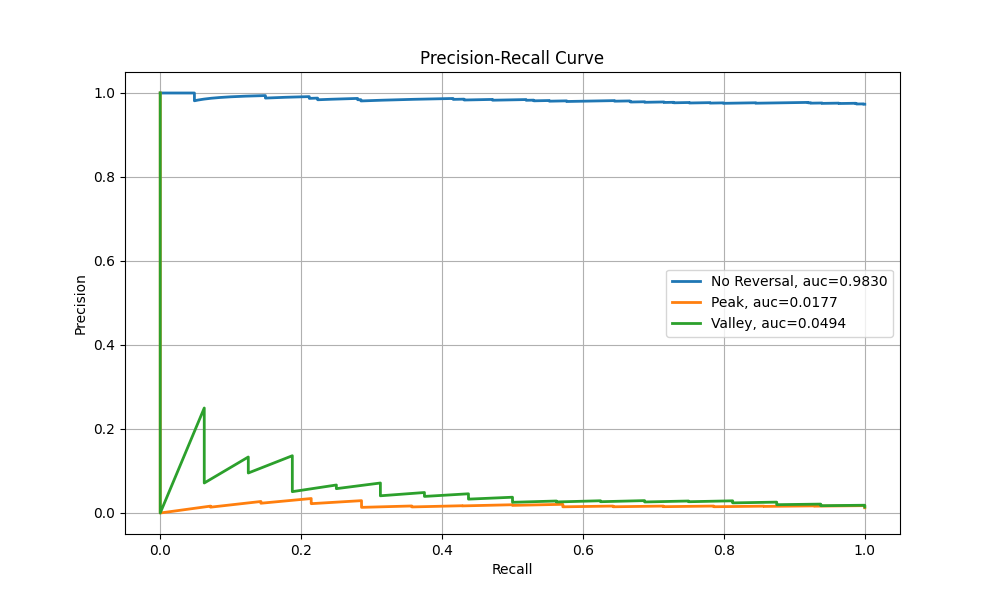 Precision-Recall Curve
Precision
1.0
0.8
0.6
0.4
0.2
0.0
No Reversal, auc=0.9830
Peak, auc=0.0177
Valley, auc=0.0494
0.0 0.2 0.4 0.6 0.8 1.0
Recall